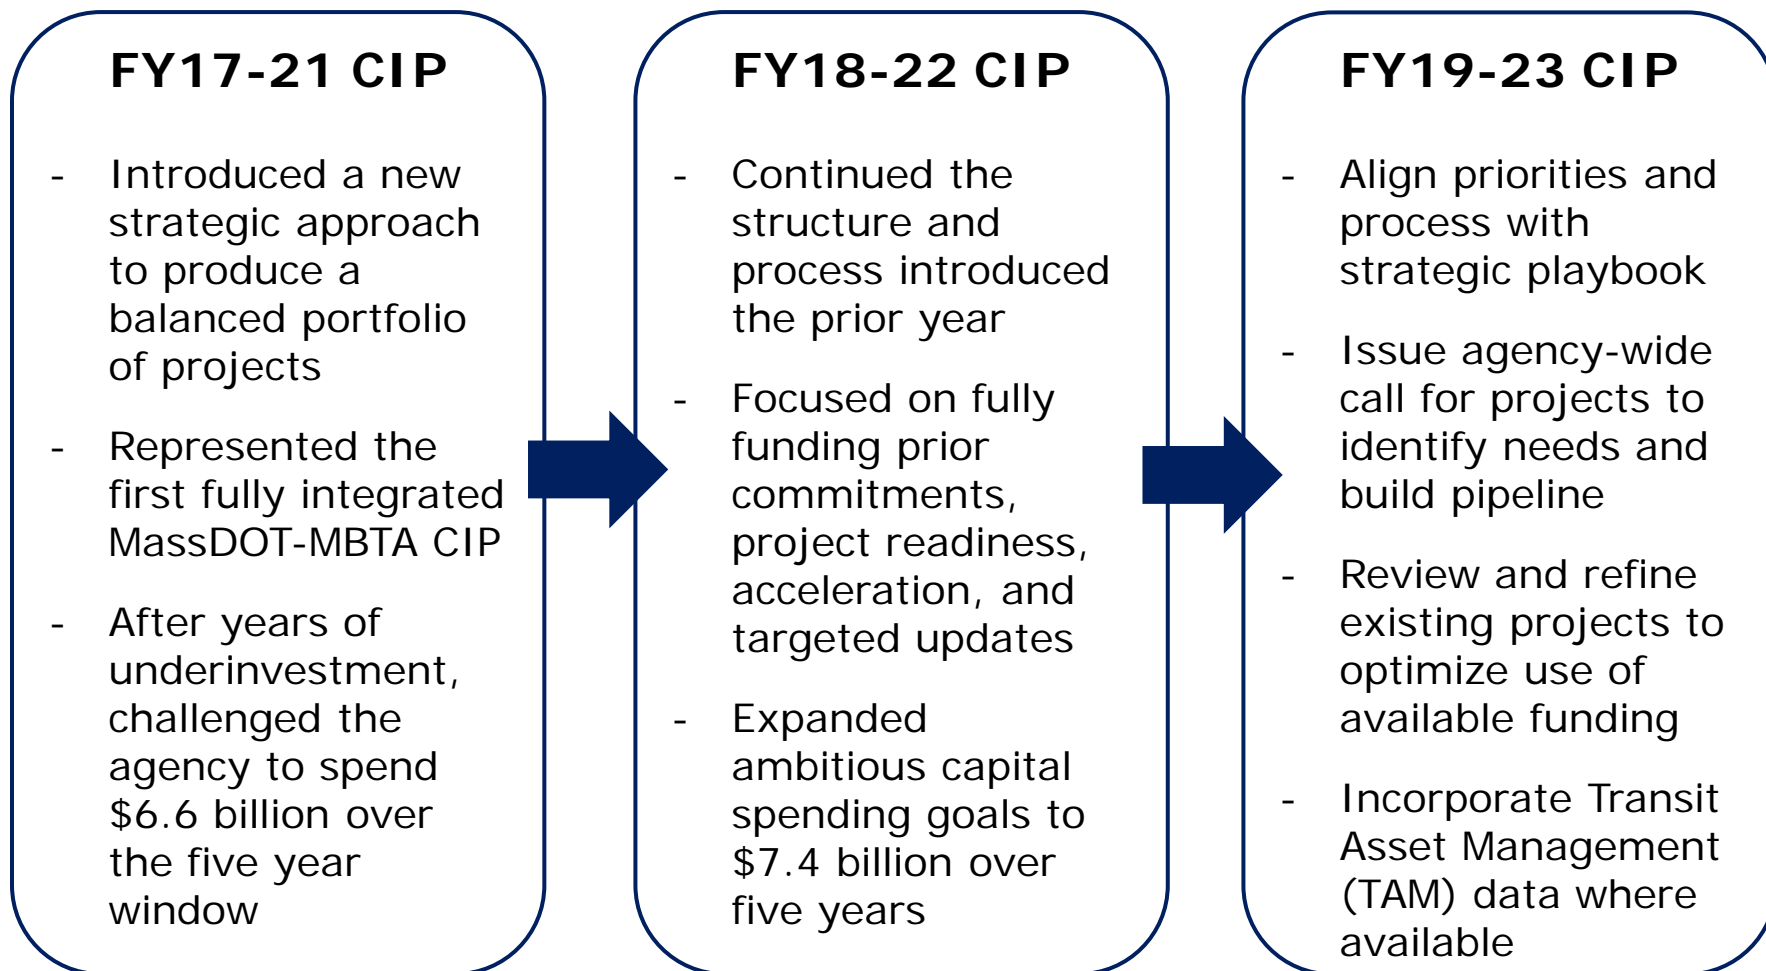 FY17-21 CIP
- Introduced a new
strategic approach
to produce a
balanced portfolio
of projects
- Represented the
first fully integrated
MassDOT-MBTA CIP
- After years of
underinvestment,
challenged the
agency to spend
$6.6 billion over
the five year
window
FY18-22 CIP
- Continued the
structure and
process introduced
the prior year
- Focused on fully
funding prior
commitments,
project readiness,
acceleration, and
targeted updates
- Expanded
ambitious capital
spending goals to
$7.4 billion over
five years
FY19-23 CIP
- Align priorities and
process with
strategic playbook
- Issue agency-wide
call for projects to
identify needs and
build pipeline
- Review and refine
existing projects to
optimize use of
available funding
- Incorporate Transit
Asset Management
(TAM) data where
available